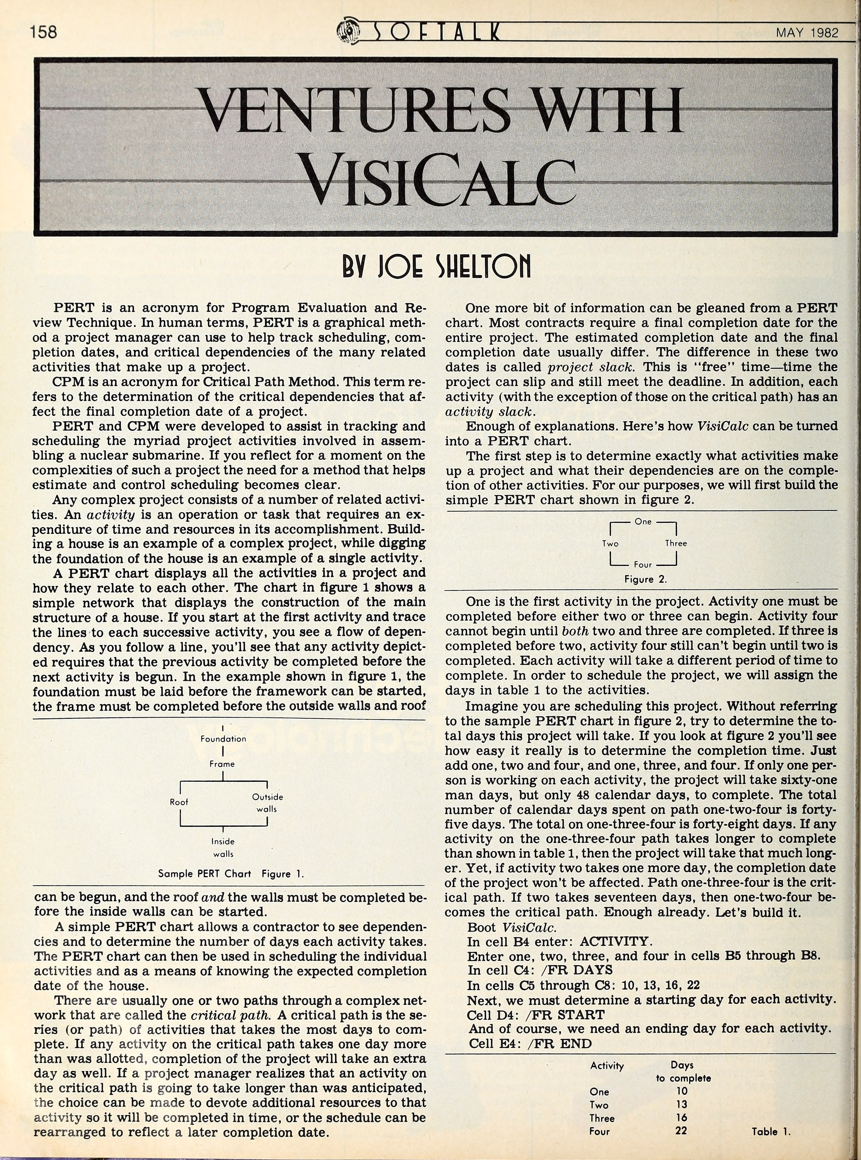 158
SOFTALK
MAY 1982
VENTURES WITH
VISICALC
BY JOE SHELTON
PERT is an acronym for Program Evaluation and Re-
view Technique. In human terms, PERT is a graphical meth-
od a project manager can use to help track scheduling, com-
pletion dates, and critical dependencies of the many related
activities that make up a project.
CPM is an acronym for Critical Path Method. This term re-
fers to the determination of the critical dependencies that af-
fect the final completion date of a project.
PERT and CPM were developed to assist in tracking and
scheduling the myriad project activities involved in assem-
bling a nuclear submarine. If you reflect for a moment on the
complexities of such a project the need for a method that helps
estimate and control scheduling becomes clear.
Any complex project consists of a number of related activi-
ties. An activity is an operation or task that requires an ex-
penditure of time and resources in its accomplishment. Build-
ing a house is an example of a complex project, while digging
the foundation of the house is an example of a single activity.
A PERT chart displays all the activities in a project and
how they relate to each other. The chart in figure 1 shows a
simple network that displays the construction of the main
structure of a house. If you start at the first activity and trace
the lines to each successive activity, you see a flow of depen-
dency. As you follow a line, you'll see that any activity depict-
ed requires that the previous activity be completed before the
next activity is begun. In the example shown in figure 1, the
foundation must be laid before the framework can be started,
the frame must be completed before the outside walls and roof
Foundation
Frame
Roof
Outside
walls
Inside
walls
Sample PERT Chart Figure 1.
can be begun, and the roof and the walls must be completed be-
fore the inside walls can be started.
A simple PERT chart allows a contractor to see dependen-
cies and to determine the number of days each activity takes.
The PERT chart can then be used in scheduling the individual
activities and as a means of knowing the expected completion
date of the house.
There are usually one or two paths through a complex net-
work that are called the critical path. A critical path is the se-
ries (or path) of activities that takes the most days to com-
plete. If any activity on the critical path takes one day more
than was allotted, completion of the project will take an extra
day as well. If a project manager realizes that an activity on
the critical path is going to take longer than was anticipated,
the choice can be made to devote additional resources to that
activity so it will be completed in time, or the schedule can be
rearranged to reflect a later completion date.
One more bit of information can be gleaned from a PERT
chart. Most contracts require a final completion date for the
entire project. The estimated completion date and the final
completion date usually differ. The difference in these two
dates is called project slack. This is "free" time—time the
project can slip and still meet the deadline. In addition, each
activity (with the exception of those on the critical path) has an
activity slack.
Enough of explanations. Here's how VisiCalc can be turned
into a PERT chart.
The first step is to determine exactly what activities make
up a project and what their dependencies are on the comple-
tion of other activities. For our purposes, we will first build the
simple PERT chart shown in figure 2.
One
Two Three
Four
Figure 2.
One is the first activity in the project. Activity one must be
completed before either two or three can begin. Activity four
cannot begin until both two and three are completed. If three is
completed before two, activity four still can't begin until two is
completed. Each activity will take a different period of time to
complete. In order to schedule the project, we will assign the
days in table 1 to the activities.
Imagine you are scheduling this project. Without referring
to the sample PERT chart in figure 2, try to determine the to-
tal days this project will take. If you look at figure 2 you'll see
how easy it really is to determine the completion time. Just
add one, two and four, and one, three, and four. If only one per-
son is working on each activity, the project will take sixty-one
man days, but only 48 calendar days, to complete. The total
number of calendar days spent on path one-two-four is forty-
five days. The total on one-three-four is forty-eight days. If any
activity on the one-three-four path takes longer to complete
than shown in table 1, then the project will take that much long-
er. Yet, if activity two takes one more day, the completion date
of the project won't be affected. Path one-three-four is the crit-
ical path. If two takes seventeen days, then one-two-four be-
comes the critical path. Enough already. Let's build it.
Boot VisiCalc.
In cell B4 enter: ACTIVITY.
Enter one, two, three, and four in cells B5 through B8.
In cell C4: /FR DAYS
In cells C5 through C8: 10, 13, 16, 22
Next, we must determine a starting day for each activity.
Cell D4: /FR START
And of course, we need an ending day for each activity.
Cell E4: /FR END
Activity Days
to complete
One 10
Two 13
Three 16
Four 22 Table 1.